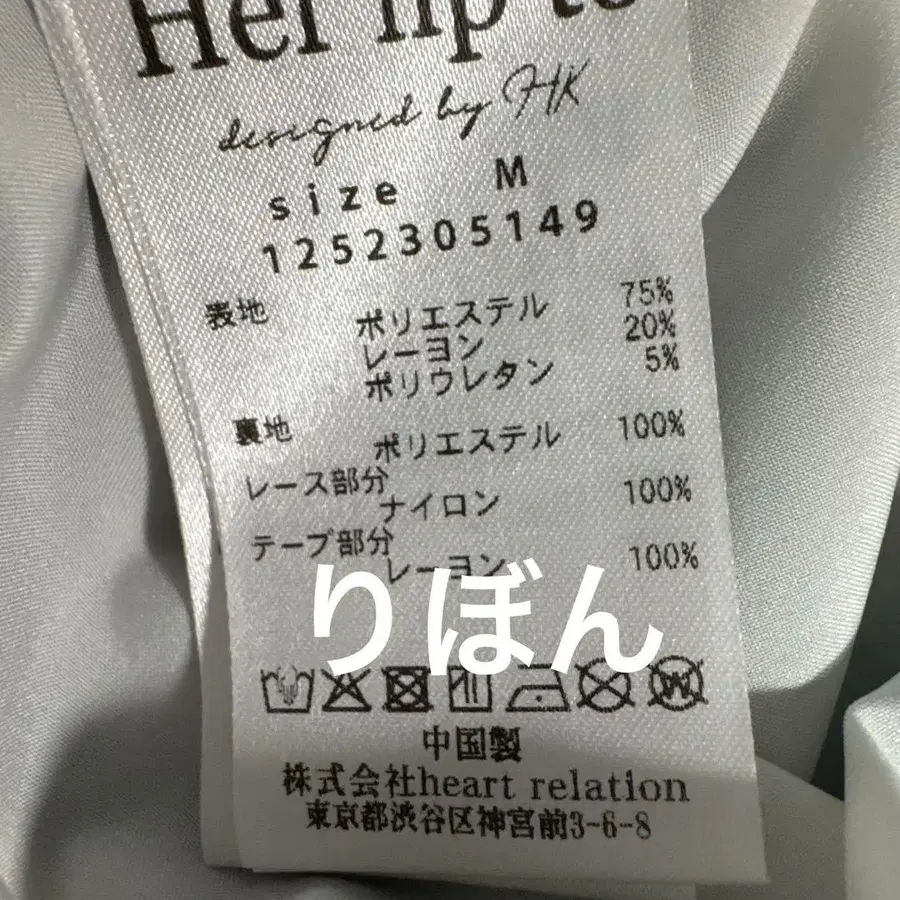 Her lip to
designed by HK
size M
1252305149
表地
ポリエステル 75%
レーヨン 20%
ポリウレタン 5%
裏地
ポリエステル 100%
レース部分
ナイロン 100%
テープ部分
レーヨン 100%
りぼん
中国製
株式会社heart relation
東京都渋谷区神宮前3-6-8